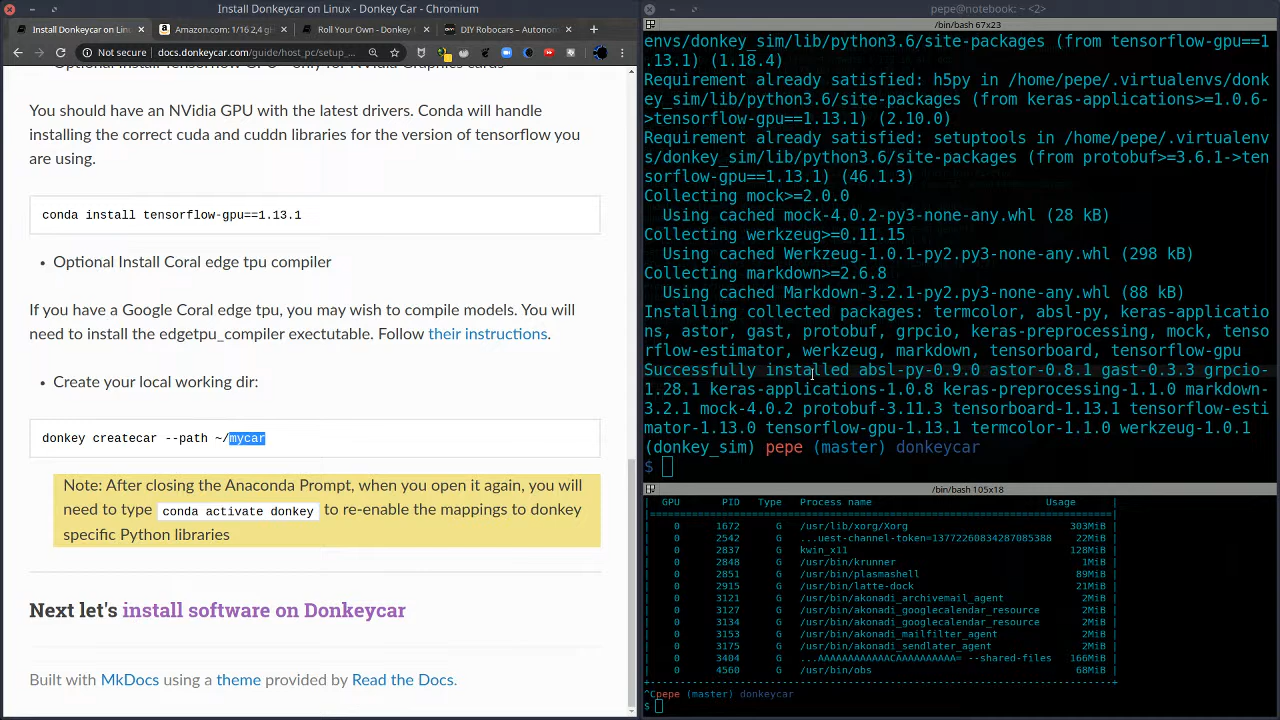 Install Donkeycar on Linux - Donkey Car - Chromium
Install Donkeycar on Linux
Amazon.com: 1/16 2,4 gh
Roll Your Own - Donkey
DIY Robocars – Autonom
Not secure docs.donkeycar.com/guide/host_pc/setup_...
You should have an NVidia GPU with the latest drivers. Conda will handle
installing the correct cuda and cuddn libraries for the version of tensorflow you
are using.
conda install tensorflow-gpu==1.13.1
• Optional Install Coral edge tpu compiler
If you have a Google Coral edge tpu, you may wish to compile models. You will
need to install the edgetpu_compiler exectutable. Follow their instructions.
• Create your local working dir:
donkey createcar --path ~/mycar
Note: After closing the Anaconda Prompt, when you open it again, you will
need to type conda activate donkey to re-enable the mappings to donkey
specific Python libraries
Next let's install software on Donkeycar
Built with MkDocs using a theme provided by Read the Docs.
pepe@notebook: ~ <2>
/bin/bash 67x23
envs/donkey_sim/lib/python3.6/site-packages (from tensorflow-gpu==1
.13.1) (1.18.4)
Requirement already satisfied: h5py in /home/pepe/.virtualenvs/donk
ey_sim/lib/python3.6/site-packages (from keras-applications>=1.0.6-
>tensorflow-gpu==1.13.1) (2.10.0)
Requirement already satisfied: setuptools in /home/pepe/.virtualenv
s/donkey_sim/lib/python3.6/site-packages (from protobuf>=3.6.1->ten
sorflow-gpu==1.13.1) (46.1.3)
Collecting mock>=2.0.0
Using cached mock-4.0.2-py3-none-any.whl (28 kB)
Collecting werkzeug>=0.11.15
Using cached Werkzeug-1.0.1-py2.py3-none-any.whl (298 kB)
Collecting markdown>=2.6.8
Using cached Markdown-3.2.1-py2.py3-none-any.whl (88 kB)
Installing collected packages: termcolor, absl-py, keras-applicatio
ns, astor, gast, protobuf, grpcio, keras-preprocessing, mock, tenso
rflow-estimator, werkzeug, markdown, tensorboard, tensorflow-gpu
Successfully installed absl-py-0.9.0 astor-0.8.1 gast-0.3.3 grpcio-
1.28.1 keras-applications-1.0.8 keras-preprocessing-1.1.0 markdown-
3.2.1 mock-4.0.2 protobuf-3.11.3 tensorboard-1.13.1 tensorflow-esti
mator-1.13.0 tensorflow-gpu-1.13.1 termcolor-1.1.0 werkzeug-1.0.1
(donkey_sim) pepe (master) donkeycar
$
/bin/bash 105x18
| GPU PID Type Process name Usage |
|=============================================================================|
| 0 1672 G /usr/lib/xorg/Xorg 303MiB |
| 0 2542 G ...uest-channel-token=13772260834287085388 22MiB |
| 0 2837 G kwin_x11 128MiB |
| 0 2848 G /usr/bin/krunner 1MiB |
| 0 2851 G /usr/bin/plasmashell 89MiB |
| 0 2915 G /usr/bin/latte-dock 21MiB |
| 0 3121 G /usr/bin/akonadi_archivemail_agent 2MiB |
| 0 3127 G /usr/bin/akonadi_googlecalendar_resource 2MiB |
| 0 3134 G /usr/bin/akonadi_googlecalendar_resource 2MiB |
| 0 3153 G /usr/bin/akonadi_mailfilter_agent 2MiB |
| 0 3175 G /usr/bin/akonadi_sendlater_agent 2MiB |
| 0 3404 G ...AAAAAAAAAAAACAAAAAAAAAA= --shared-files 166MiB |
| 0 4560 G /usr/bin/obs 68MiB |
+-----------------------------------------------------------------------------+
^Cpepe (master) donkeycar
$